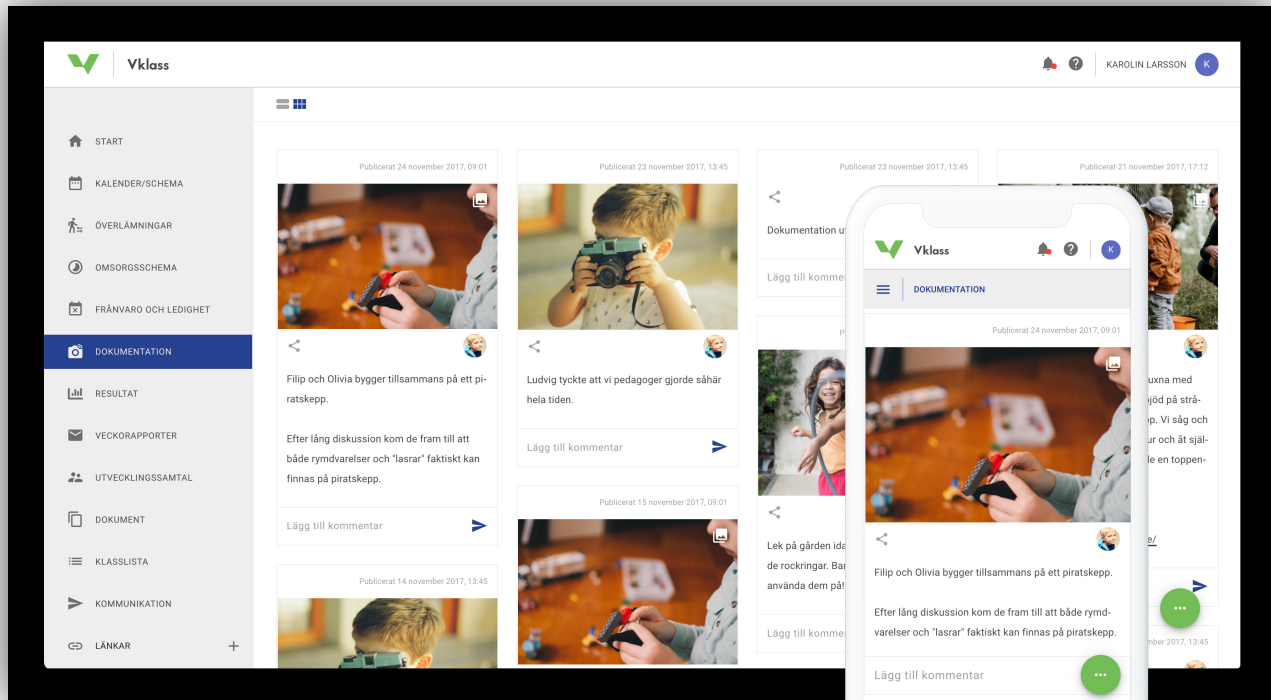 Vklass
KAROLIN LARSSON
K
START
KALENDER/SCHEMA
ÖVERLÄMNINGAR
OMSORGSSCHEMA
FRÅNVARO OCH LEDIGHET
DOKUMENTATION
RESULTAT
VECKORAPPORTER
UTVECKLINGSSAMTAL
DOKUMENT
KLASSLISTA
KOMMUNIKATION
LÄNKAR
Publicerat 24 november 2017, 09:01
Filip och Olivia bygger tillsammans på ett pi-
ratskepp.
Efter lång diskussion kom de fram till att
både rymdvarelser och "lasrar" faktiskt kan
finnas på piratskepp.
Lägg till kommentar
Publicerat 14 november 2017, 13:45
Publicerat 23 november 2017, 13:45
Ludvig tyckte att vi pedagoger gjorde såhär
hela tiden.
Lägg till kommentar
Publicerat 15 november 2017, 09:01
Publicerat 23 november 2017, 13:45
Dokumentation
Lägg till
Lek på gården
de rockringar.
använda dem på!
Lägg till
Publicerat 21 november 2017, 17:12
med
på strå-
Vi såg och
och åt själ-
en toppen-
2017, 13:45
Vklass
K
DOKUMENTATION
Publicerat 24 november 2017, 09:01
Filip och Olivia bygger tillsammans på ett piratskepp.
Efter lång diskussion kom de fram till att både rymd-
varelser och "lasrar" faktiskt kan finnas på piratskepp.
Lägg till kommentar